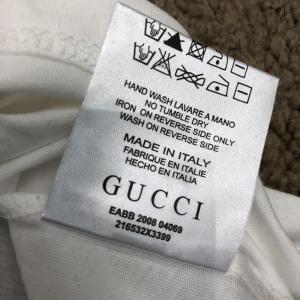 HAND WASH LAVARE A MANO
NO TUMBLE DRY
IRON ON REVERSE SIDE ONLY
WASH ON REVERSE SIDE
MADE IN ITALY
FABRIQUE EN ITALIE
HECHO EN ITALIA
GUCCI
EABB 2008 04069
216532X3399